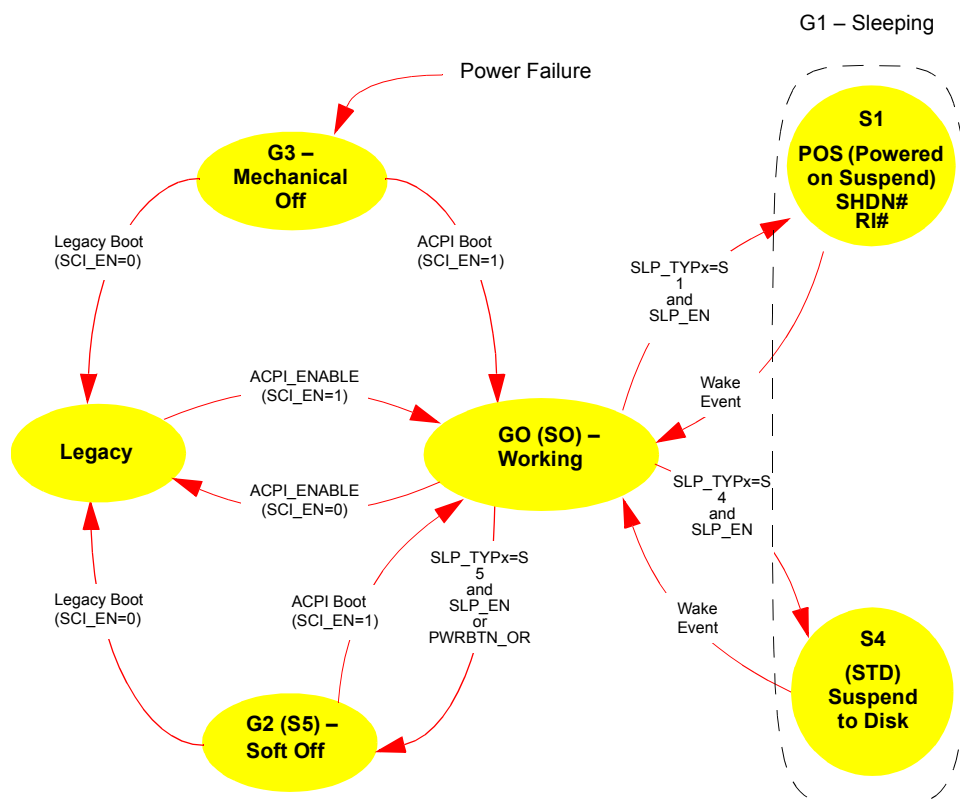 G1 – Sleeping
Power Failure
S1
POS (Powered
on Suspend)
SHDN#
RI#
G3 –
Mechanical
Off
Legacy Boot
(SCI_EN=0)
ACPI Boot
(SCI_EN=1)
SLP_TYPx=S
1
and
SLP_EN
ACPI_ENABLE
(SCI_EN=1)
Wake
Event
Legacy
GO (SO) –
Working
ACPI_ENABLE
(SCI_EN=0)
SLP_TYPx=S
4
and
SLP_EN
SLP_TYPx=S
5
and
SLP_EN
or
PWRBTN_OR
Legacy Boot
(SCI_EN=0)
ACPI Boot
(SCI_EN=1)
Wake
Event
S4
(STD)
Suspend
to Disk
G2 (S5) –
Soft Off